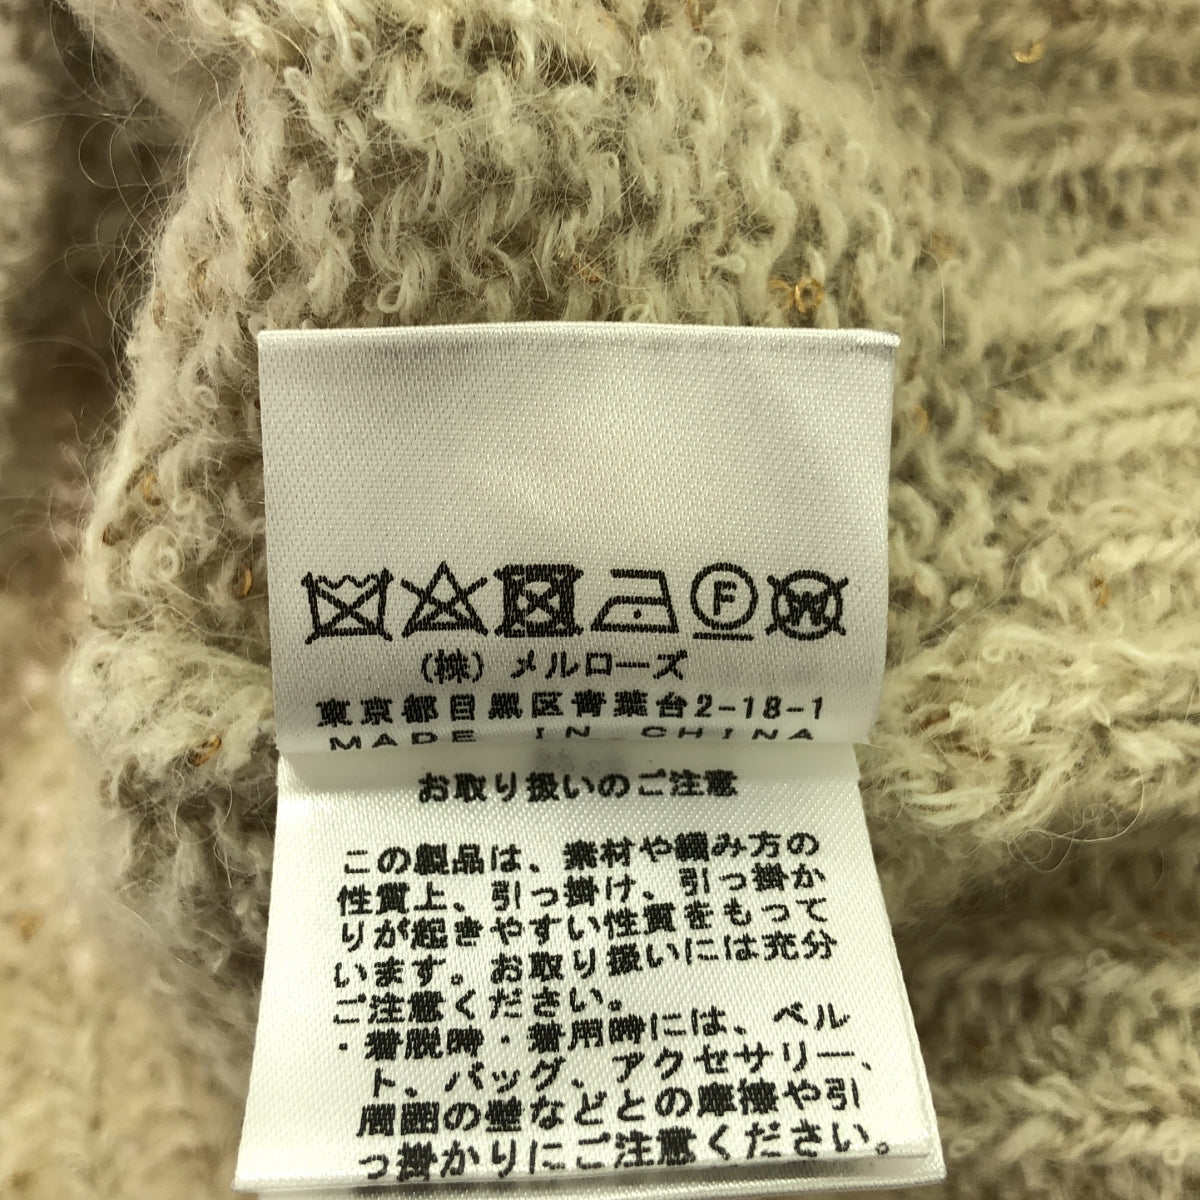 F W
(株)メルローズ
東京都目黒区青葉台2-18-1
MADE IN CHINA
お取り扱いのご注意
この製品は、素材や編み方の
性質上、引っ掛け、引っ掛か
りが起きやすい性質をもって
います。お取り扱いには充分
ご注意ください。
・着脱時・着用時には、ベル
ト、バッグ、アクセサリー、
周囲の壁などとの摩擦や引
っ掛かりにご注意ください。